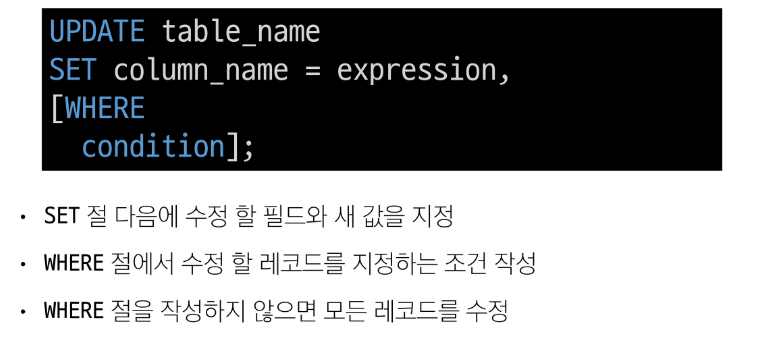 UPDATE table_name
SET column_name = expression,
[WHERE
condition];
• SET 절 다음에 수정 할 필드와 새 값을 지정
• WHERE 절에서 수정 할 레코드를 지정하는 조건 작성
• WHERE 절을 작성하지 않으면 모든 레코드를 수정